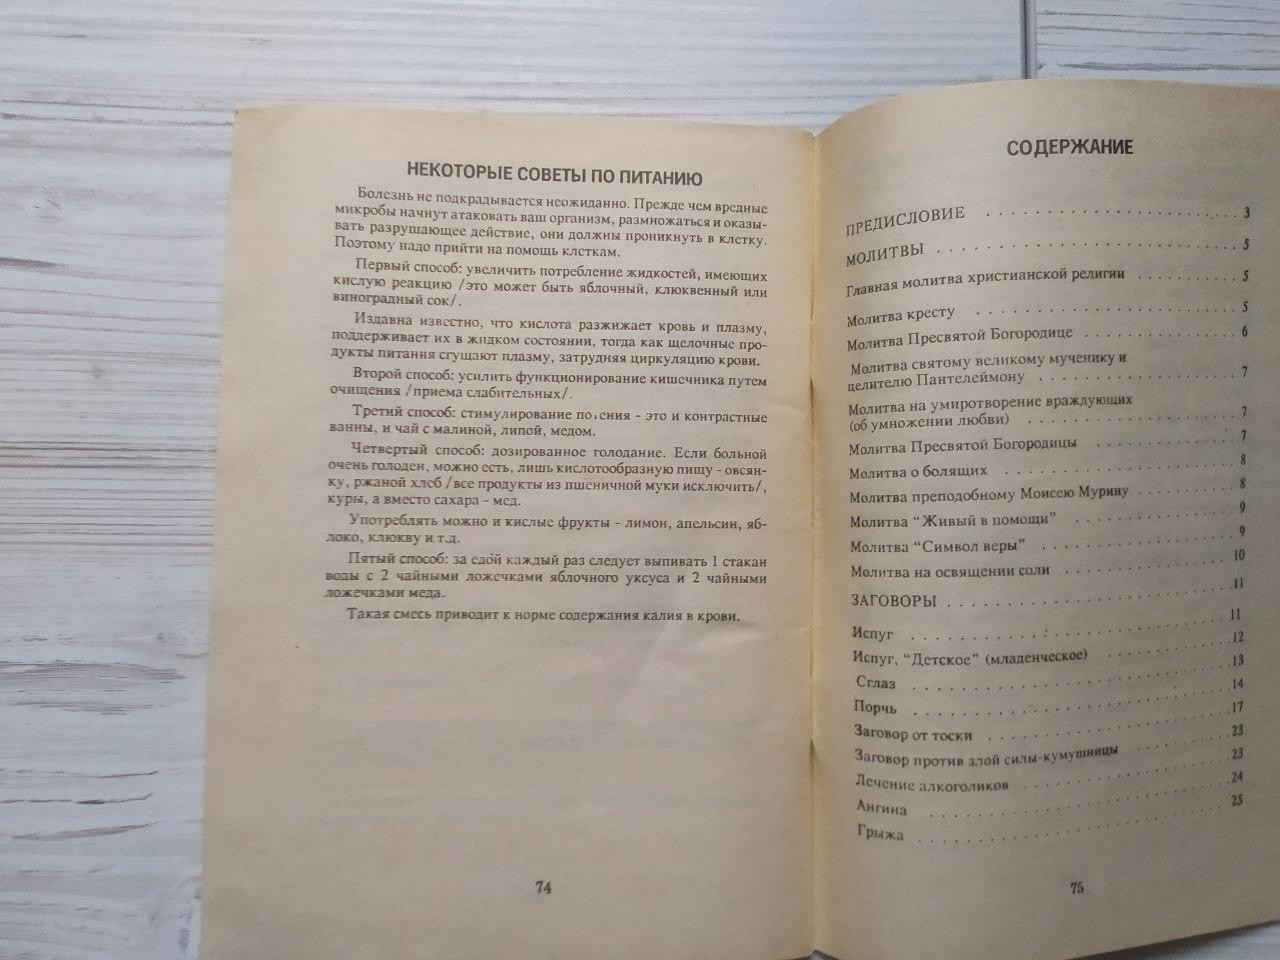 НЕКОТОРЫЕ СОВЕТЫ ПО ПИТАНИЮ
Болезнь не подкрадывается неожиданно. Прежде чем вредные
микробы начнут атаковать ваш организм, размножаться и оказы-
вать разрушающее действие, они должны проникнуть в клетку.
Поэтому надо прийти на помощь клеткам.
Первый способ: увеличить потребление жидкостей, имеющих
кислую реакцию /это может быть яблочный, клюквенный или
виноградный сок/.
Издавна известно, что кислота разжижает кровь и плазму,
поддерживает их в жидком состоянии, тогда как щелочные про-
дукты питания сгущают плазму, затрудняя циркуляцию крови.
Второй способ: усилить функционирование кишечника путем
очищения /приема слабительных/.
Третий способ: стимулирование - это и контрастные
ванны, и чай с малиной, липой, медом.
Четвертый способ: дозированное голодание. Если больной
очень голоден, можно есть, лишь кислотообразную пищу - овсян-
ку, ржаной хлеб /все продукты из пшеничной муки исключить/,
куры, а вместо сахара - мед.
Употреблять можно и кислые фрукты - лимон, апельсин, яб-
локо, клюкву и т.д.
Пятый способ: за едой каждый раз следует выпивать 1 стакан
воды с 2 чайными ложечками яблочного уксуса и 2 чайными
ложечками меда.
Такая смесь приводит к норме содержания калия в крови.
74
СОДЕРЖАНИЕ
ПРЕДИСЛОВИЕ . . . . . . . . . . . . . . . . . . . . . 3
МОЛИТВЫ . . . . . . . . . . . . . . . . . . . . . . . . 5
Главная молитва христианской религии . . . . . . . . . 5
Молитва кресту . . . . . . . . . . . . . . . . . . . . . 5
Молитва Пресвятой Богородице . . . . . . . . . . . . . 6
Молитва святому великому мученику и
целителю Пантелеймону . . . . . . . . . . . . . . . . . 7
Молитва на умиротворение враждующих
(об умножении любви) . . . . . . . . . . . . . . . . . 7
Молитва Пресвятой Богородицы . . . . . . . . . . . . 7
Молитва о болящих . . . . . . . . . . . . . . . . . . . 8
Молитва преподобному Моисею Мурину . . . . . . . . 8
Молитва “Живый в помощи” . . . . . . . . . . . . . . 9
Молитва “Символ веры” . . . . . . . . . . . . . . . . 9
Молитва на освящении соли . . . . . . . . . . . . . . 10
ЗАГОВОРЫ . . . . . . . . . . . . . . . . . . . . . . . 11
Испуг . . . . . . . . . . . . . . . . . . . . . . . . . 11
Испуг, “Детское” (младенческое) . . . . . . . . . . . 12
Сглаз . . . . . . . . . . . . . . . . . . . . . . . . . 13
Порчь . . . . . . . . . . . . . . . . . . . . . . . . . 14
Заговор от тоски . . . . . . . . . . . . . . . . . . . 17
Заговор против злой силы-кумушницы . . . . . . . . 23
Лечение алкоголиков . . . . . . . . . . . . . . . . . 23
Ангина . . . . . . . . . . . . . . . . . . . . . . . . 24
Грыжа . . . . . . . . . . . . . . . . . . . . . . . . . 25
75